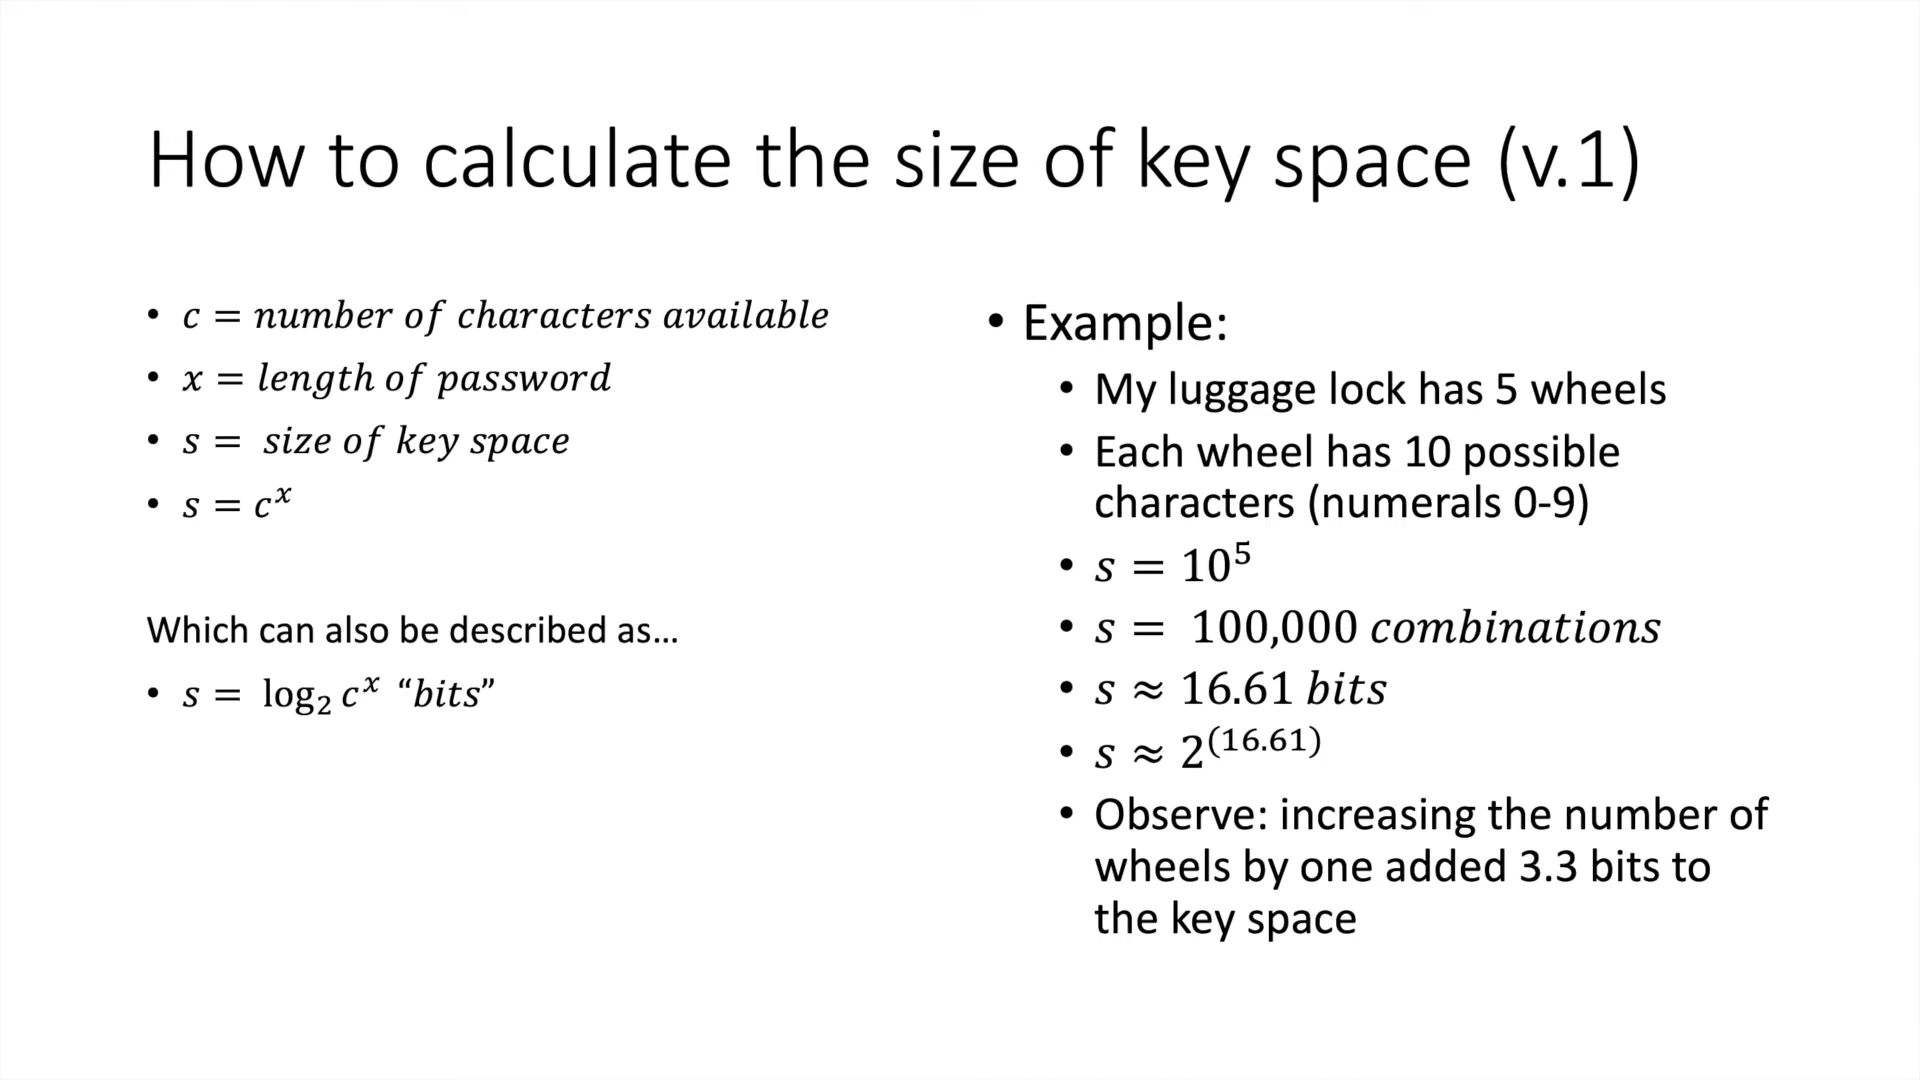 How to calculate the size of key space (v.1)
• c = number of characters available
• x = length of password
• s = size of key space
• s = cˣ
Which can also be described as…
• s = log₂ cˣ “bits”
• Example:
• My luggage lock has 5 wheels
• Each wheel has 10 possible
characters (numerals 0-9)
• s = 10⁵
• s = 100,000 combinations
• s ≈ 16.61 bits
• s ≈ 2⁽¹⁶·⁶¹⁾
• Observe: increasing the number of
wheels by one added 3.3 bits to
the key space